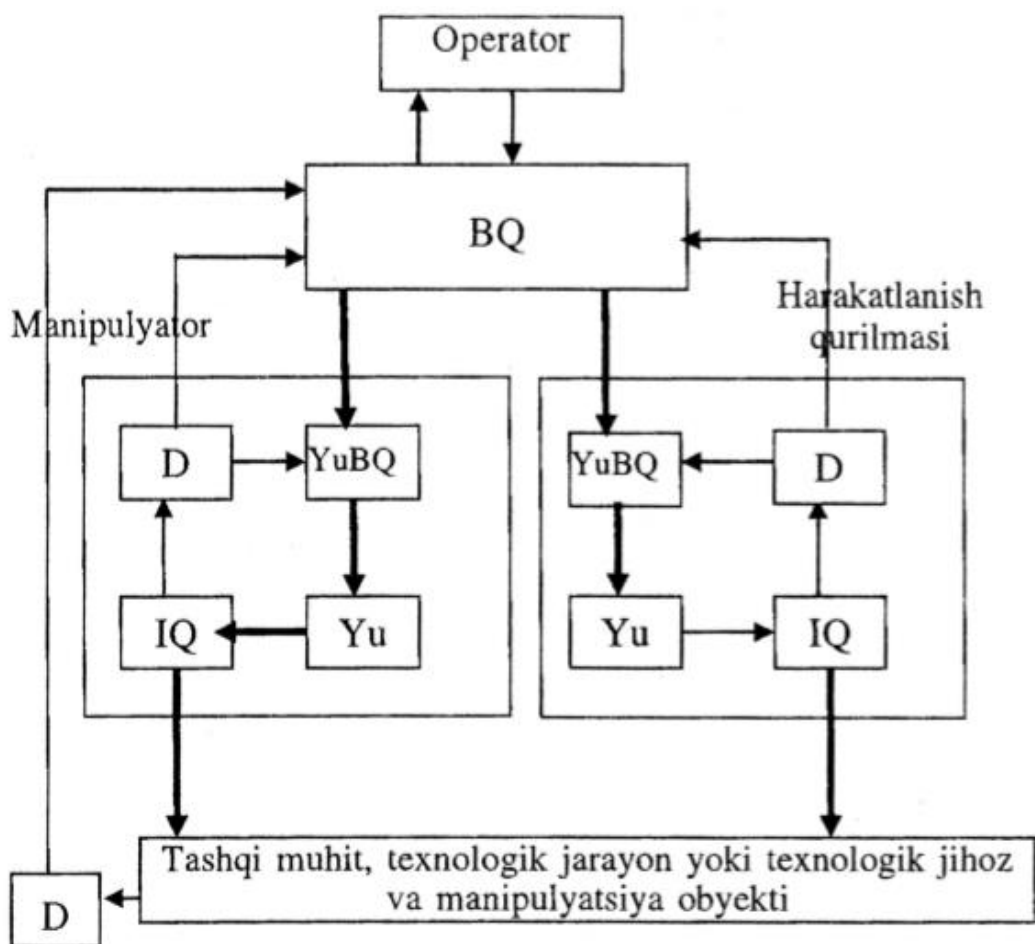 Operator
BQ
Manipulyator
Harakatlanish
qurilmasi
D
YuBQ
YuBQ
D
IQ
Yu
Yu
IQ
Tashqi muhit, texnologik jarayon yoki texnologik jihoz
va manipulyatsiya obyekti
D